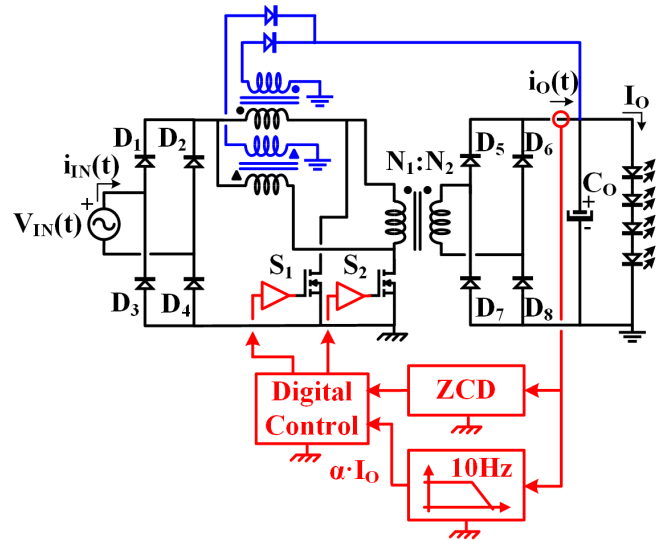 i_O(t)
I_O
D_1
D_2
D_5
D_6
N_1:N_2
i_IN(t)
+
C_O
+
-
V_IN(t)
S_1
S_2
D_3
D_4
D_7
D_8
Digital
Control
ZCD
α·I_O
10Hz